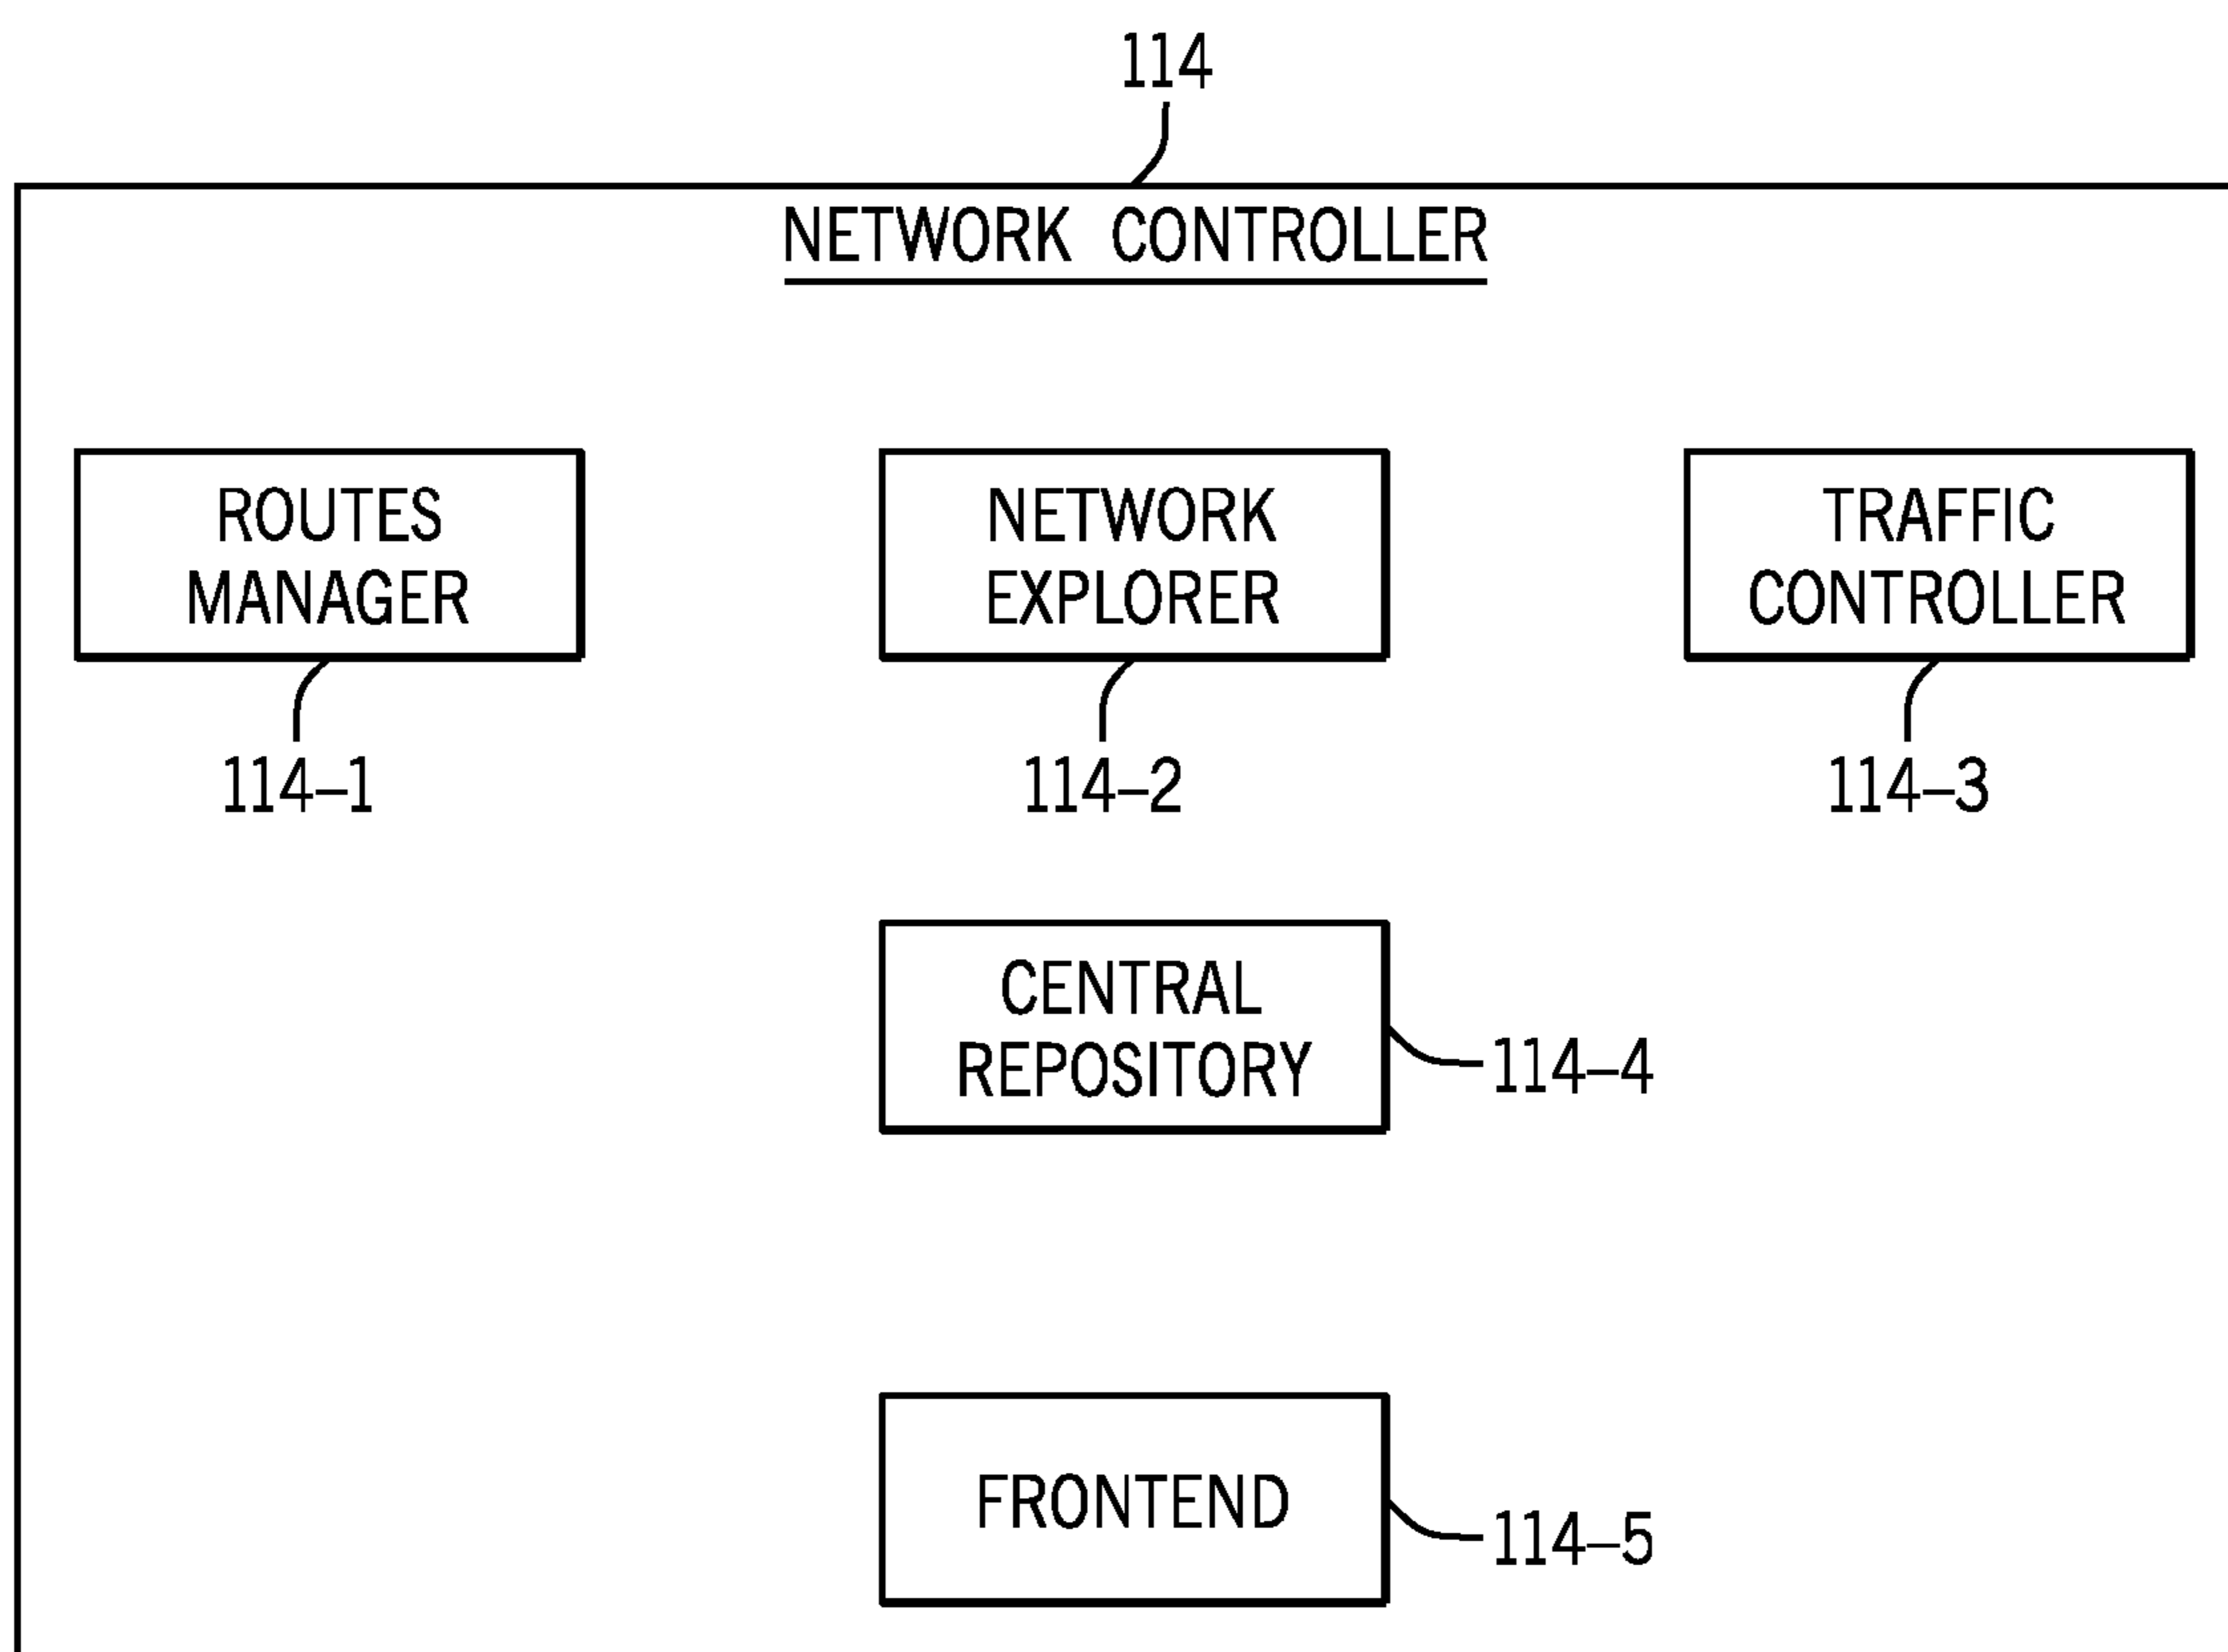 114
NETWORK CONTROLLER
ROUTES
MANAGER
114–1
NETWORK
EXPLORER
114–2
TRAFFIC
CONTROLLER
114–3
CENTRAL
REPOSITORY
114–4
FRONTEND
114–5